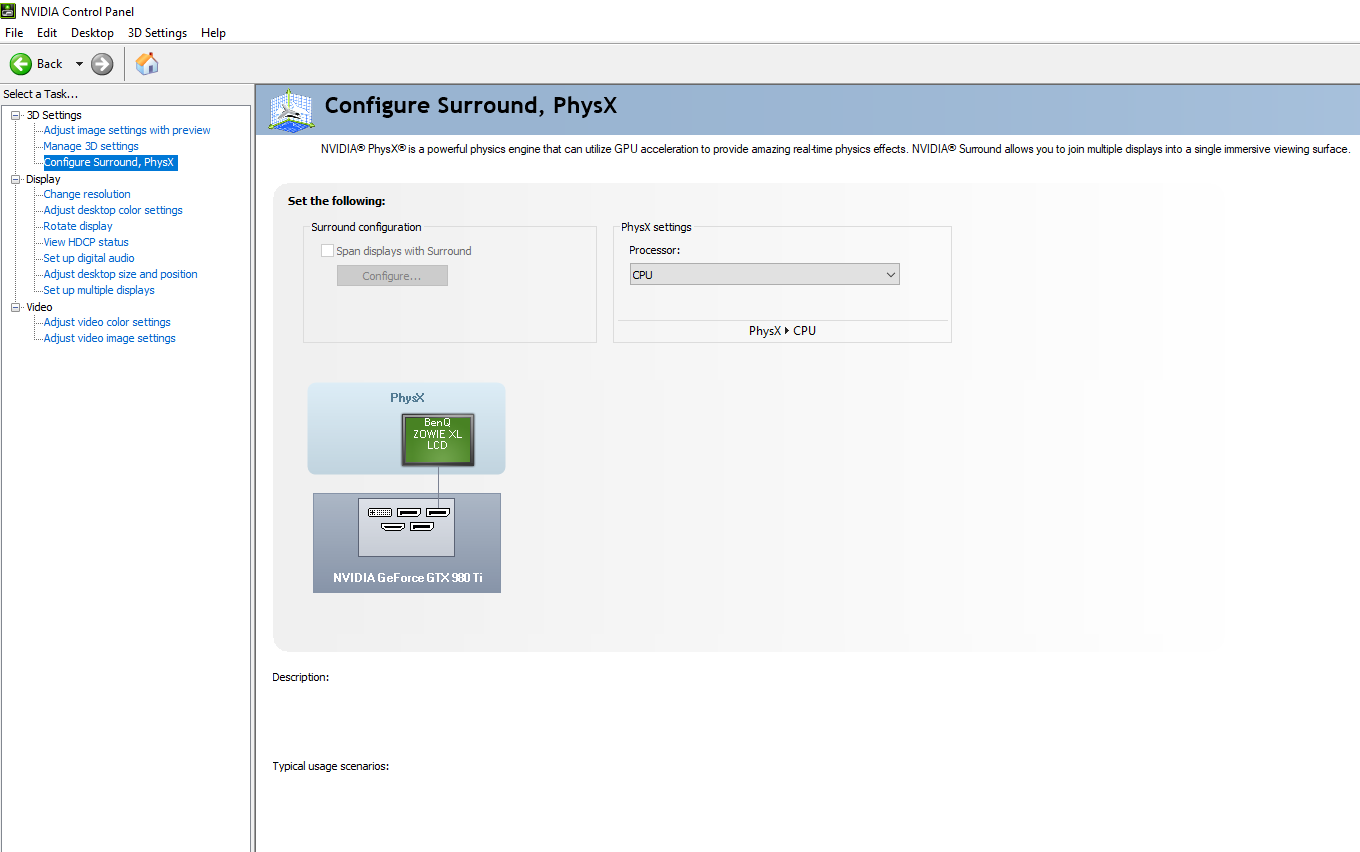 NVIDIA Control Panel
File Edit Desktop 3D Settings Help
Back
Select a Task...
3D Settings
Adjust image settings with preview
Manage 3D settings
Configure Surround, PhysX
Display
Change resolution
Adjust desktop color settings
Rotate display
View HDCP status
Set up digital audio
Adjust desktop size and position
Set up multiple displays
Video
Adjust video color settings
Adjust video image settings
Configure Surround, PhysX
NVIDIA® PhysX® is a powerful physics engine that can utilize GPU acceleration to provide amazing real-time physics effects. NVIDIA® Surround allows you to join multiple displays into a single immersive viewing surface.
Set the following:
Surround configuration
Span displays with Surround
Configure...
PhysX settings
Processor:
CPU
PhysX CPU
PhysX
BenQ
ZOWIE XL
LCD
NVIDIA GeForce GTX 980 Ti
Description:
Typical usage scenarios: